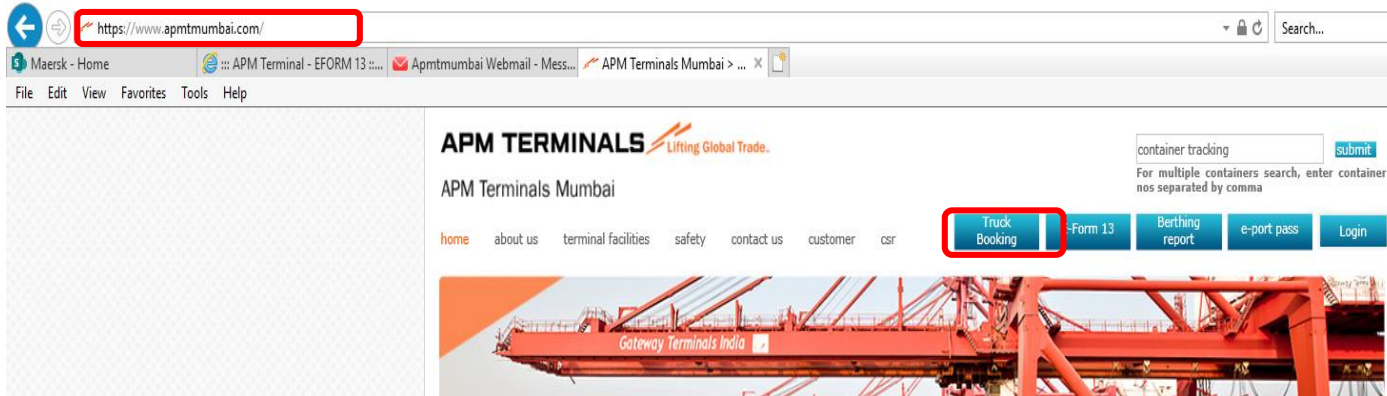 https://www.apmtmumbai.com/
Search...
Maersk - Home
::: APM Terminal - EFORM 13 ::...
Apmtmumbai Webmail - Mess...
APM Terminals Mumbai > ...
File Edit View Favorites Tools Help
APM TERMINALS
Lifting Global Trade.
container tracking
submit
For multiple containers search, enter container
nos separated by comma
APM Terminals Mumbai
home about us terminal facilities safety contact us customer csr
Truck
Booking
e-Form 13
Berthing
report
e-port pass
Login
Gateway Terminals India